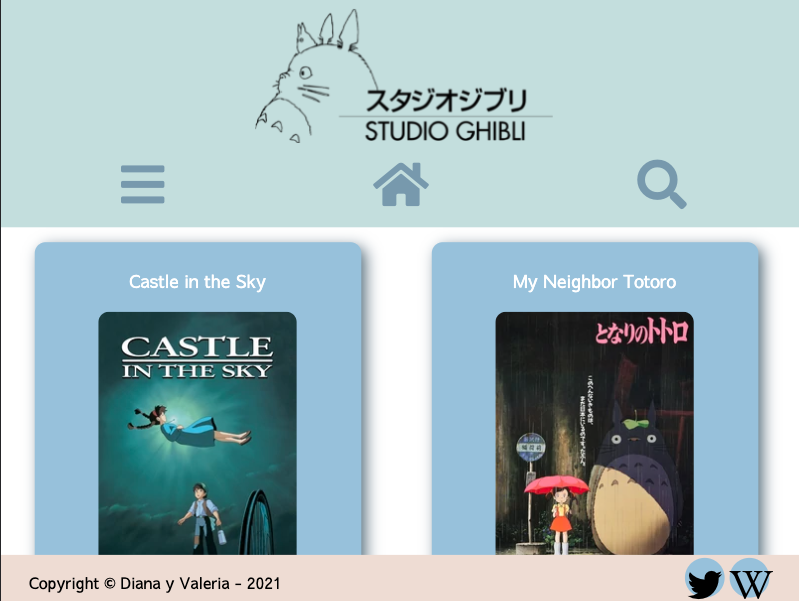 スタジオジブリ
STUDIO GHIBLI
Castle in the Sky
My Neighbor Totoro
CASTLE
IN THE SKY
となりのトトロ
Copyright © Diana y Valeria - 2021
W